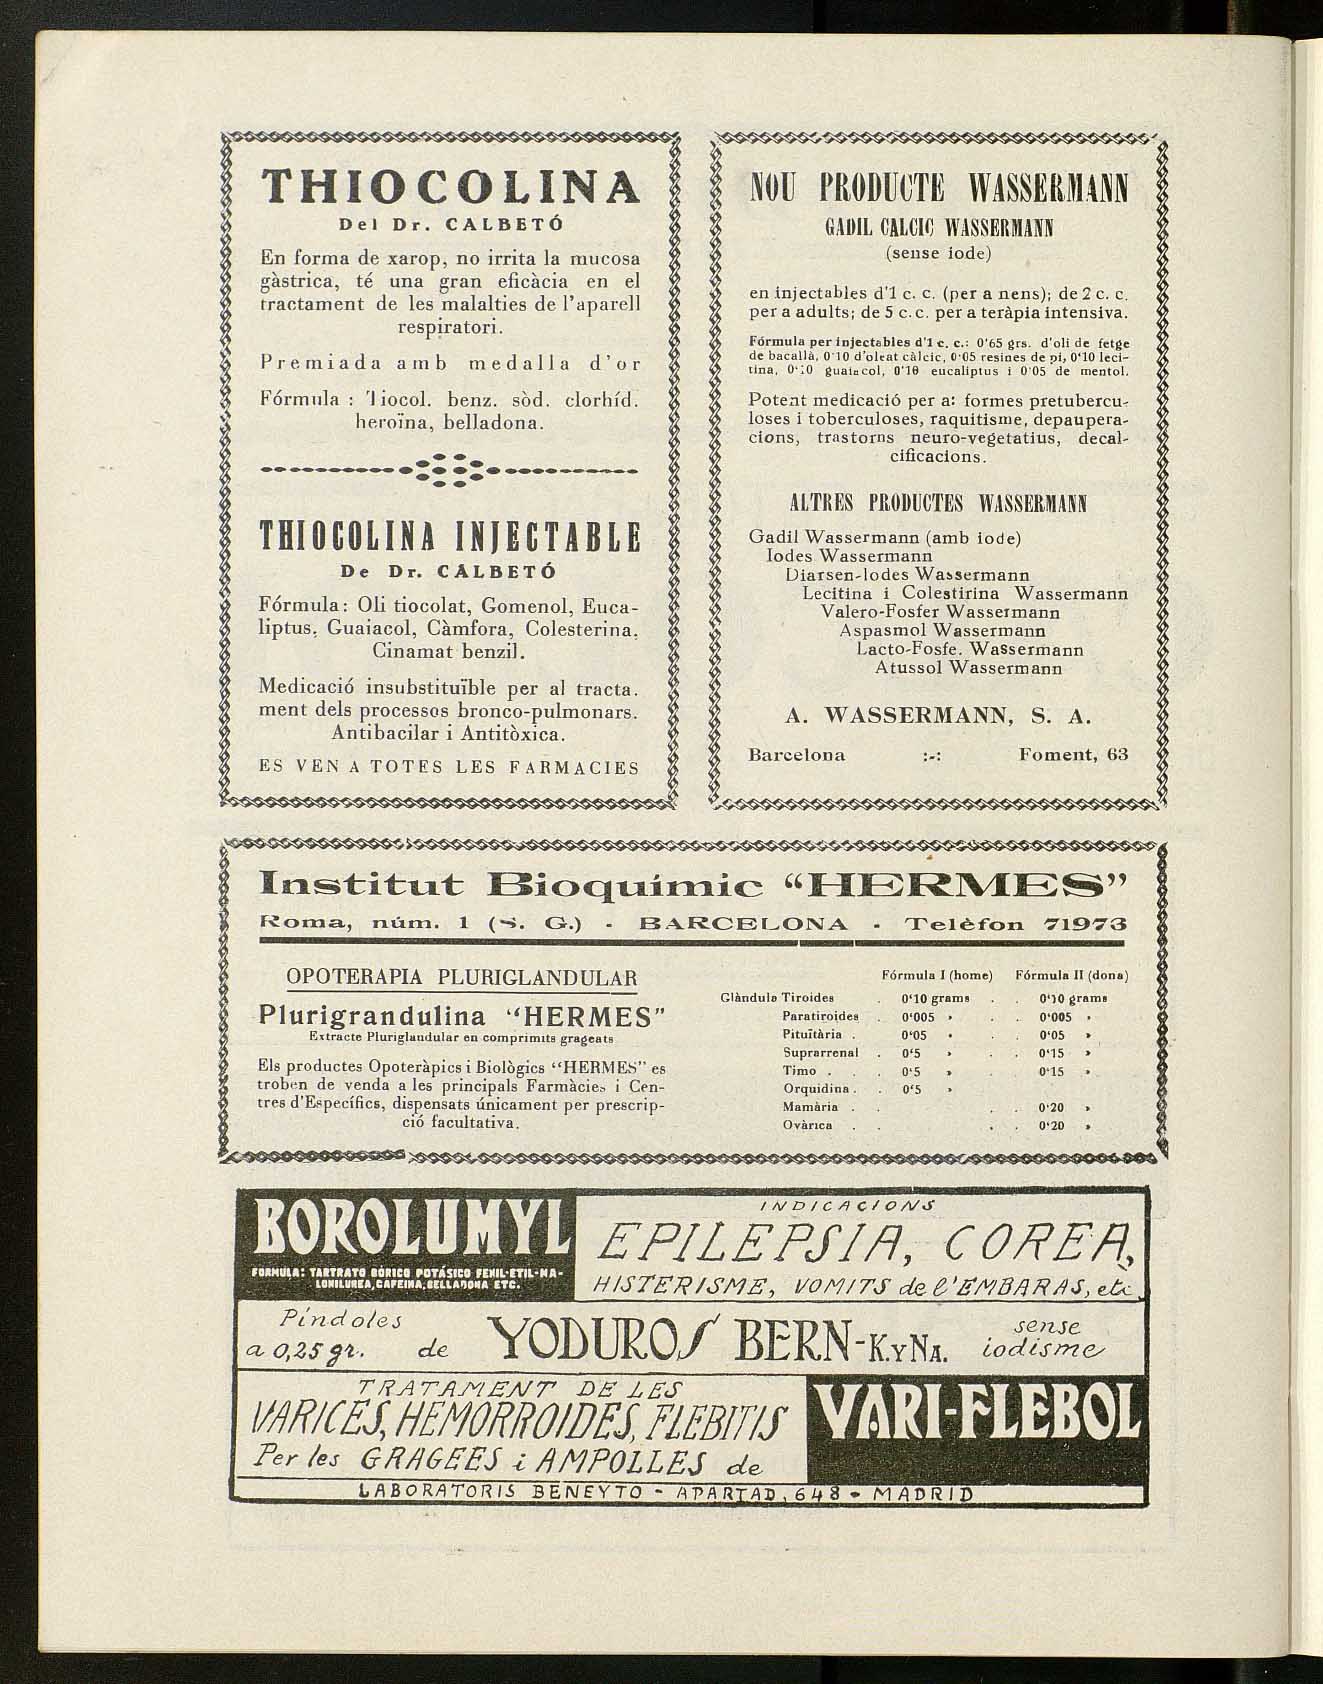 THIOCOLINA
Del Dr. CALBETÓ
En forma de xarop, no irrita la mucosa
gàstrica, té una gran eficàcia en el
tractament de les malalties de l'aparell
respiratori.
Premiada amb medalla d'or
Fórmula : Tiocol. benz. sòd. clorhíd.
heroïna, belladona.
THIOCOLINA INJECTABLE
De Dr. CALBETÓ
Fórmula: Oli tiocolat, Gomenol, Euca-
liptus, Guaiacol, Càmfora, Colesterina,
Cinamat benzil.
Medicació insubstituïble per al tracta.
ment dels processos bronco-pulmonars.
Antibacilar i Antitòxica.
ES VEN A TOTES LES FARMACIES
NOU PRODUCTE WASSERMANN
GADIL CALCIC WASSERMANN
(sense iode)
en injectables d'1 c. c. (per a nens); de 2 c. c.
per a adults; de 5 c. c. per a teràpia intensiva.
Fórmula per injectables d'1 c. c.: 0'65 grs. d'oli de fetge
de bacallà, 0'10 d'oleat càlcic, 0'05 resines de pi, 0'10 leci-
tina, 0'10 guaiacol, 0'10 eucaliptus i 0'05 de mentol.
Potent medicació per a: formes pretubercu-
loses i toberculoses, raquitisme, depaupera-
cions, trastorns neuro-vegetatius, decal-
cificacions.
ALTRES PRODUCTES WASSERMANN
Gadil Wassermann (amb iode)
Iodes Wassermann
Diarsen-Iodes Wassermann
Lecitina i Colestirina Wassermann
Valero-Fosfer Wassermann
Aspasmol Wassermann
Lacto-Fosfe. Wassermann
Atussol Wassermann
A. WASSERMANN, S. A.
Barcelona :-: Foment, 63
Institut Bioquímic "HERMES"
Roma, núm. 1 (S. G.) - BARCELONA - Telèfon 71973
OPOTERAPIA PLURIGLANDULAR
Plurigrandulina "HERMES"
Extracte Pluriglandular en comprimits grageats
Els productes Opoteràpics i Biològics "HERMES" es
troben de venda a les principals Farmàcies i Cen-
tres d'Específics, dispensats únicament per prescrip-
ció facultativa.
Fórmula I (home) Fórmula II (dona)
Glàndula Tiroides . 0'10 grams . . 0'10 grams
Paratiroides . 0'005 » . . 0'005 »
Pituïtària . 0'05 » . . 0'05 »
Suprarrenal . 0'5 » . . 0'15 »
Timo . . 0'5 » . . 0'15 »
Orquidina . . 0'5 »
Mamària . . . . 0'20 »
Ovàrica . . . . 0'20 »
BOROLUMYL
FORMULA: TARTRATO BÓRICO POTÁSICO FENIL-ETIL-MA-
LONILUREA, CAFEINA, BELLADONA ETC.
INDICACIONS
EPILEPSIA, COREA,
HISTERISME, VOMITS de l'EMBARAS, etc
Píndoles
a 0,25 gr. de YODUROS BERN-K.YNA. sense
iodisme
TRATAMENT DE LES
VARICES, HEMORROIDES, FLEBITIS
Per les GRAGEES i AMPOLLES de
VARI-FLEBOL
LABORATORIS BENEYTO - APARTAD, 648 - MADRID